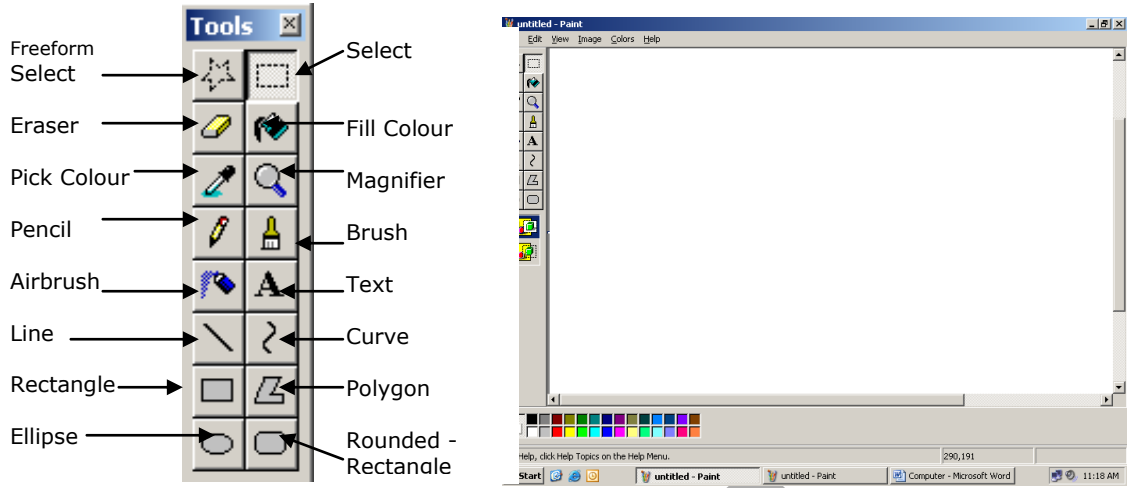 Tools
Freeform
Select
Select
Eraser
Fill Colour
Pick Colour
Magnifier
Pencil
Brush
Airbrush
A
Text
Line
Curve
Rectangle
Polygon
Ellipse
Rounded -
Rectangle
untitled - Paint
Edit View Image Colors Help
A
Help, click Help Topics on the Help Menu.
290,191
Start
untitled - Paint
untitled - Paint
Computer - Microsoft Word
11:18 AM